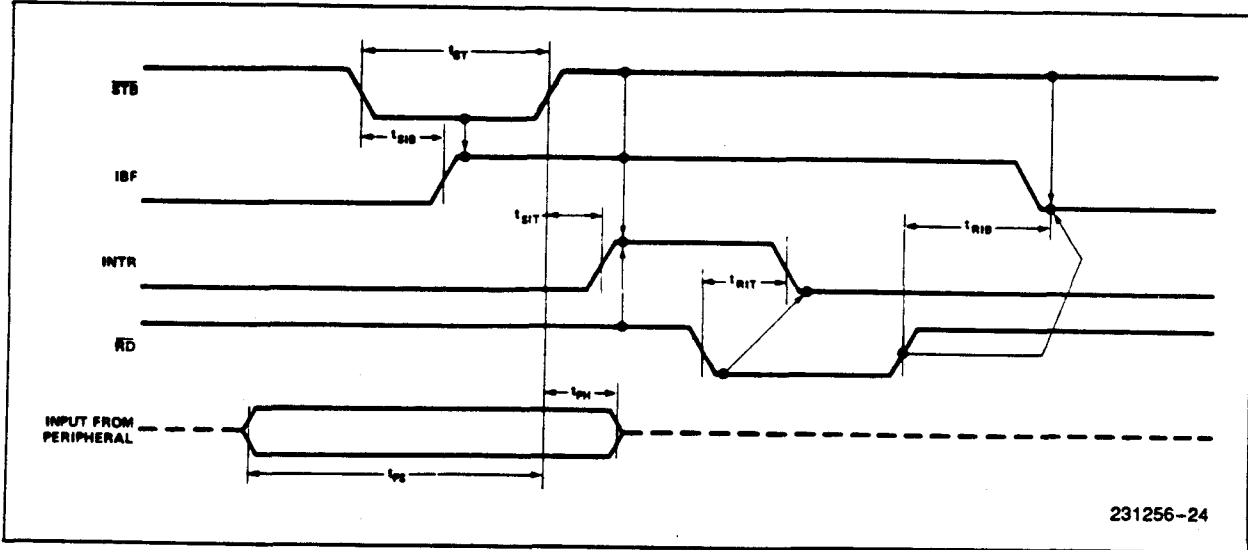 tST
STB
tSIB
IBF
tSIT
tRIB
INTR
tRIT
RD
tPH
INPUT FROM
PERIPHERAL
tPS
231256-24